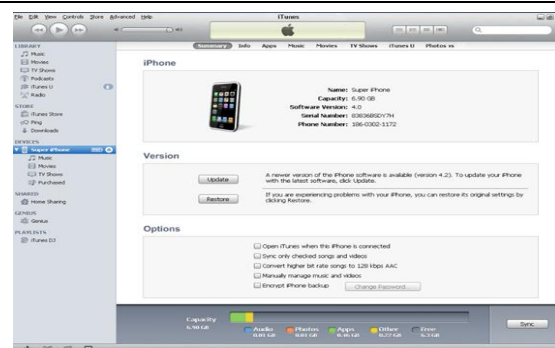 File Edit View Controls Store Advanced Help
iTunes
Summary Info Apps Music Movies TV Shows iTunes U Photos
LIBRARY
Music
Movies
TV Shows
Podcasts
iTunes U
Radio
STORE
iTunes Store
Ping
Downloads
DEVICES
Super iPhone
Music
Movies
TV Shows
Purchased
SHARED
Home Sharing
GENIUS
Genius
PLAYLISTS
iTunes DJ
iPhone
Name: Super iPhone
Capacity: 6.90 GB
Software Version: 4.0
Serial Number:
Phone Number: 186-0302-1172
Version
Update
A newer version of the iPhone software is available (version 4.2). To update your iPhone
with the latest software, click Update.
Restore
If you are experiencing problems with your iPhone, you can restore its original settings by
clicking Restore.
Options
Open iTunes when this iPhone is connected
Sync only checked songs and videos
Convert higher bit rate songs to 128 kbps AAC
Manually manage music and videos
Encrypt iPhone backup
Change Password...
Capacity
6.90 GB
Audio Photos Apps Other Free
0.01 GB 0.01 GB
Sync